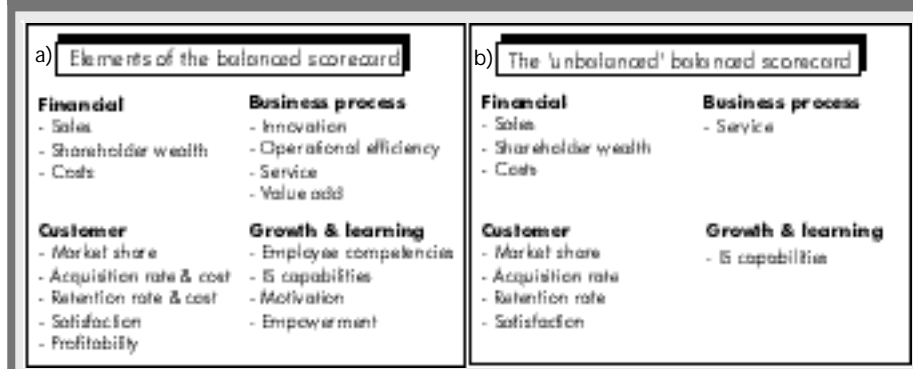 a) Elements of the balanced scorecard
Financial
- Sales
- Shareholder wealth
- Costs
Business process
- Innovation
- Operational efficiency
- Service
- Value add
Customer
- Market share
- Acquisition rate & cost
- Retention rate & cost
- Satisfaction
- Profitability
Growth & learning
- Employee competencies
- IS capabilities
- Motivation
- Empowerment
b) The 'unbalanced' balanced scorecard
Financial
- Sales
- Shareholder wealth
- Costs
Business process
- Service
Customer
- Market share
- Acquisition rate
- Retention rate
- Satisfaction
Growth & learning
- IS capabilities